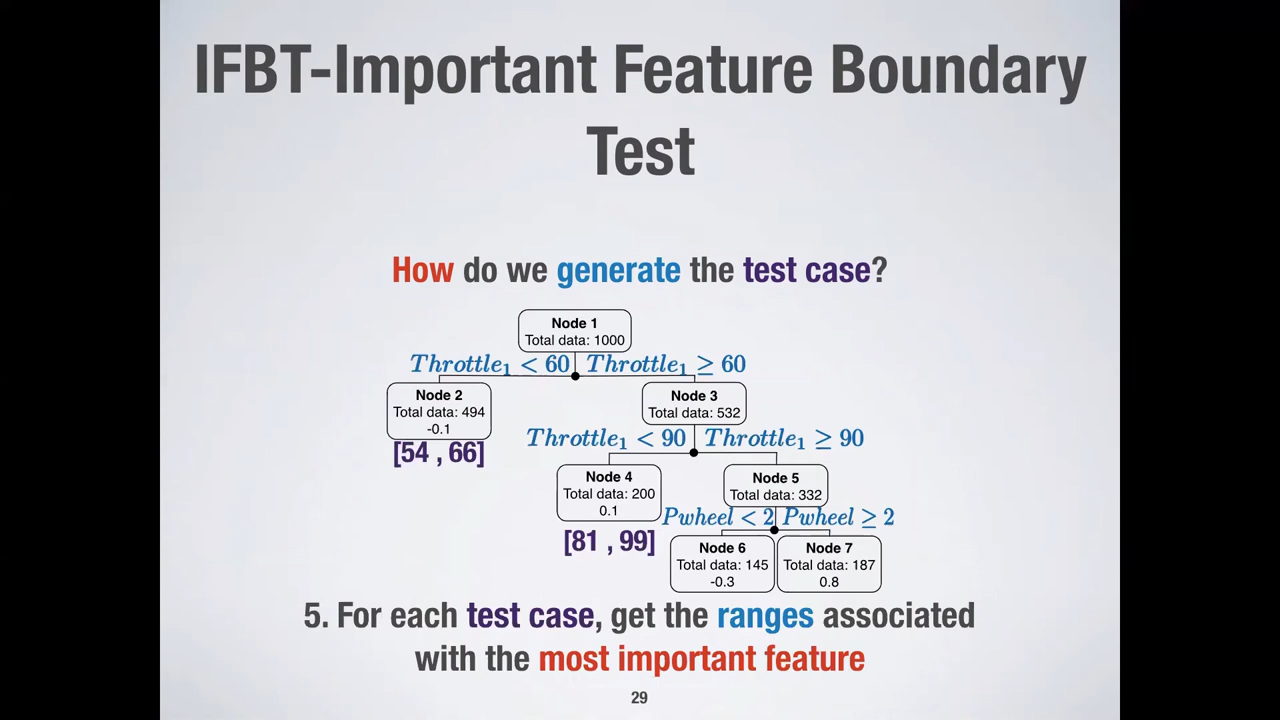 IFBT-Important Feature Boundary
Test
How do we generate the test case?
Node 1
Total data: 1000
Throttle₁ < 60
Throttle₁ ≥ 60
Node 2
Total data: 494
-0.1
[54 , 66]
Node 3
Total data: 532
Throttle₁ < 90
Throttle₁ ≥ 90
Node 4
Total data: 200
0.1
[81 , 99]
Node 5
Total data: 332
Pwheel < 2
Pwheel ≥ 2
Node 6
Total data: 145
-0.3
Node 7
Total data: 187
0.8
5. For each test case, get the ranges associated
with the most important feature
29